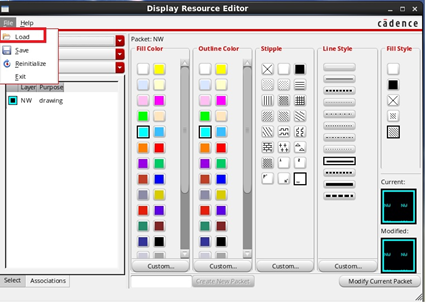 Display Resource Editor
File Help
cādence
Load
Save
Reinitialize
Exit
Packet: NW
Fill Color
Outline Color
Stipple
Line Style
Fill Style
Layer Purpose
NW drawing
Current:
NW NW
Modified:
NW NW
Custom...
Custom...
Custom...
Custom...
Select Associations
Create New Packet
Modify Current Packet